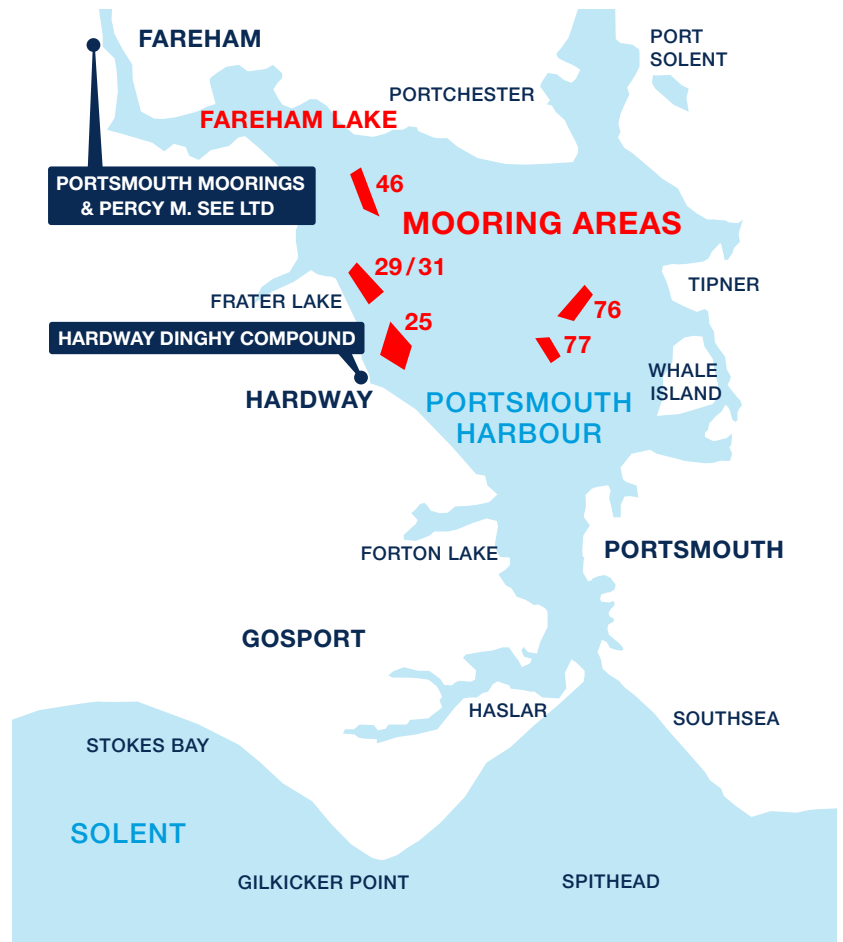 FAREHAM
PORT
SOLENT
PORTCHESTER
FAREHAM LAKE
PORTSMOUTH MOORINGS
& PERCY M. SEE LTD
46
MOORING AREAS
29/31
TIPNER
FRATER LAKE
76
25
HARDWAY DINGHY COMPOUND
77
WHALE
ISLAND
HARDWAY
PORTSMOUTH
HARBOUR
FORTON LAKE
PORTSMOUTH
GOSPORT
HASLAR
SOUTHSEA
STOKES BAY
SOLENT
GILKICKER POINT
SPITHEAD